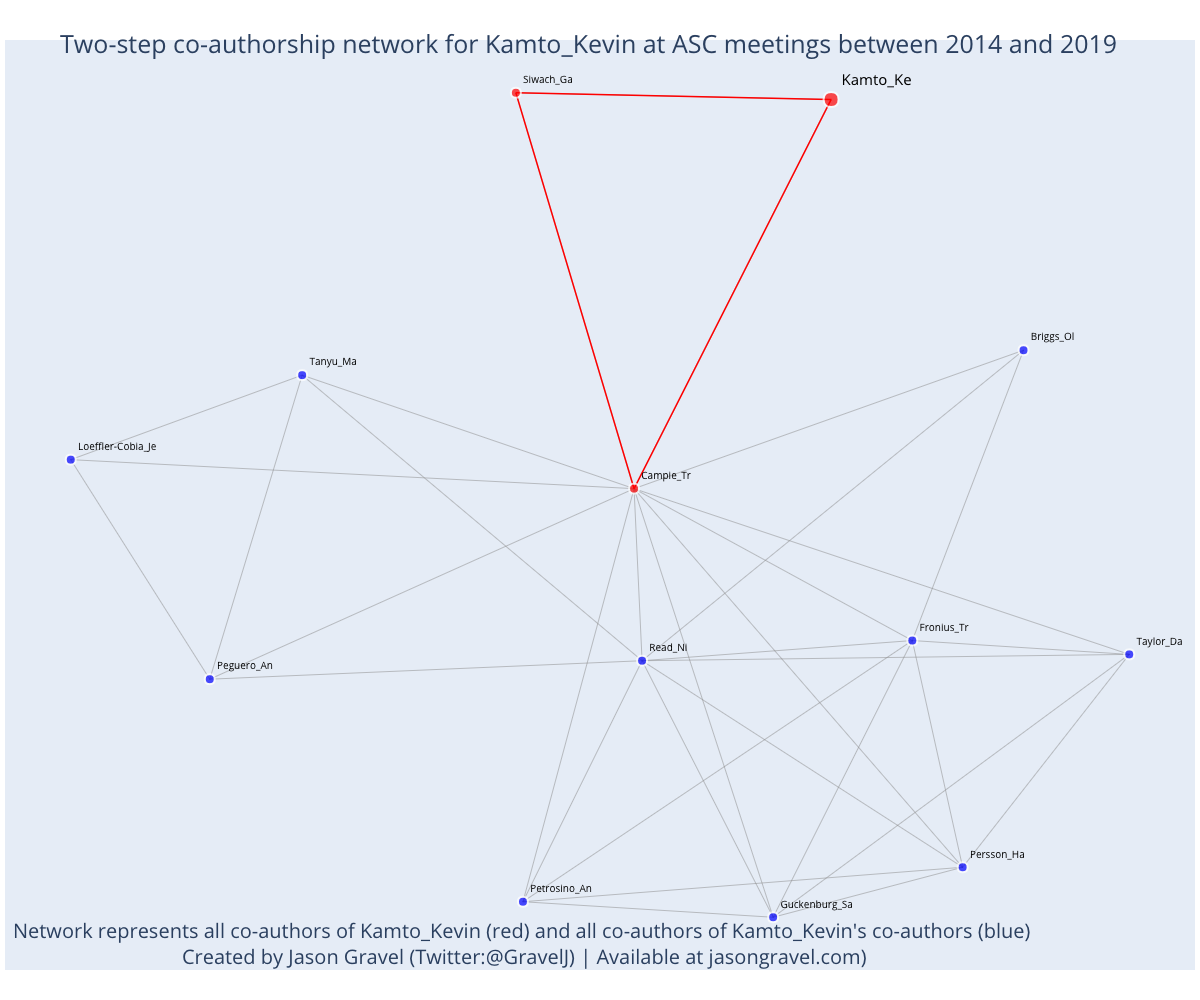 Two-step co-authorship network for Kamto_Kevin at ASC meetings between 2014 and 2019
Siwach_Ga
Kamto_Ke
Briggs_Ol
Tanyu_Ma
Loeffler-Cobia_Je
Campie_Tr
Fronius_Tr
Taylor_Da
Read_Ni
Peguero_An
Persson_Ha
Petrosino_An
Guckenburg_Sa
Network represents all co-authors of Kamto_Kevin (red) and all co-authors of Kamto_Kevin's co-authors (blue)
Created by Jason Gravel (Twitter:@GravelJ) | Available at jasongravel.com)